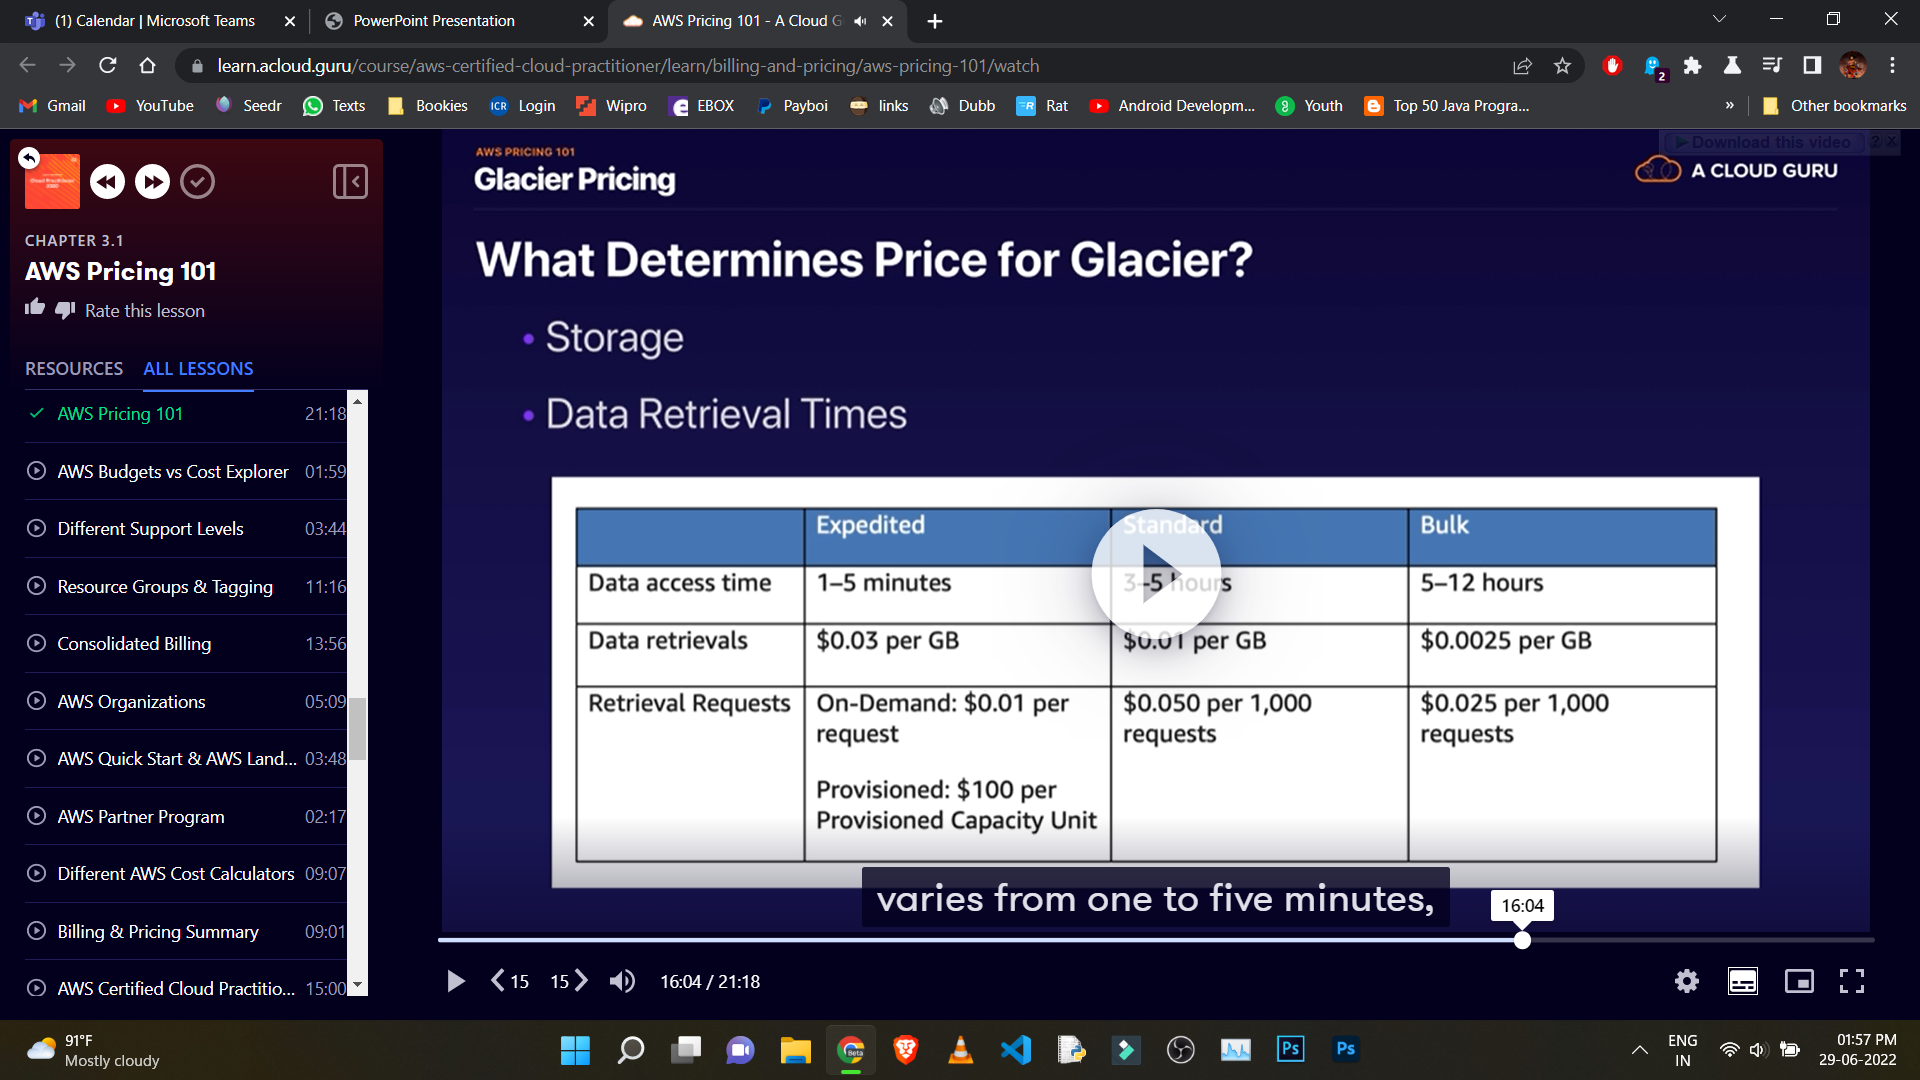 (1) Calendar | Microsoft Teams
PowerPoint Presentation
AWS Pricing 101 - A Cloud G
learn.acloud.guru/course/aws-certified-cloud-practitioner/learn/billing-and-pricing/aws-pricing-101/watch
2
Gmail
YouTube
Seedr
Texts
Bookies
ICR
Login
Wipro
EBOX
Payboi
links
Dubb
Rat
Android Developm...
Youth
Top 50 Java Progra...
»
Other bookmarks
CHAPTER 3.1
AWS Pricing 101
Rate this lesson
RESOURCES
ALL LESSONS
AWS Pricing 101 21:18
AWS Budgets vs Cost Explorer 01:59
Different Support Levels 03:44
Resource Groups & Tagging 11:16
Consolidated Billing 13:56
AWS Organizations 05:09
AWS Quick Start & AWS Land... 03:48
AWS Partner Program 02:17
Different AWS Cost Calculators 09:07
Billing & Pricing Summary 09:01
AWS Certified Cloud Practitio... 15:00
AWS PRICING 101
Glacier Pricing
Download this video ? X
A CLOUD GURU
What Determines Price for Glacier?
• Storage
• Data Retrieval Times
Expedited Standard Bulk
Data access time 1–5 minutes 3–5 hours 5–12 hours
Data retrievals $0.03 per GB $0.01 per GB $0.0025 per GB
Retrieval Requests On-Demand: $0.01 per $0.050 per 1,000 $0.025 per 1,000
request requests requests
Provisioned: $100 per
Provisioned Capacity Unit
varies from one to five minutes,
16:04
15
15
16:04 / 21:18
91°F
Mostly cloudy
Beta
Ps
Ps
ENG
IN
01:57 PM
29-06-2022